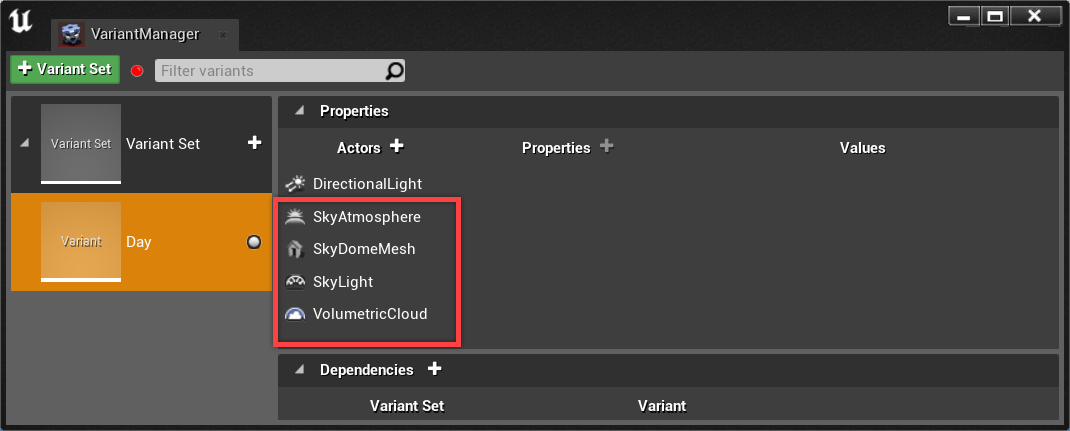 VariantManager
Variant Set
Filter variants
Variant Set
Variant Set
Variant
Day
Properties
Actors
Properties
Values
DirectionalLight
SkyAtmosphere
SkyDomeMesh
SkyLight
VolumetricCloud
Dependencies
Variant Set
Variant